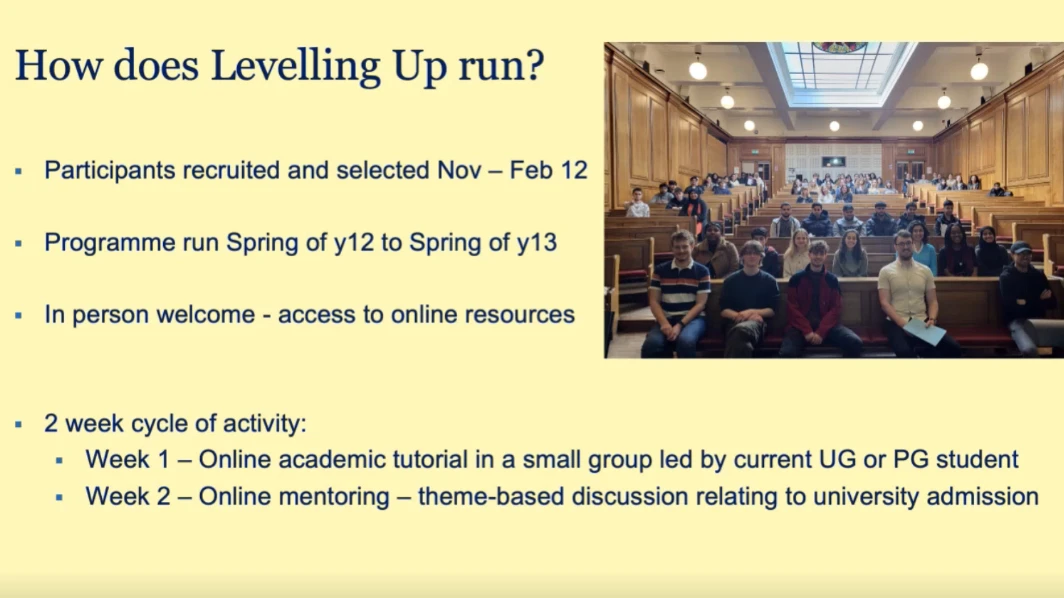 How does Levelling Up run?
▪ Participants recruited and selected Nov – Feb 12
▪ Programme run Spring of y12 to Spring of y13
▪ In person welcome - access to online resources
▪ 2 week cycle of activity:
▪ Week 1 – Online academic tutorial in a small group led by current UG or PG student
▪ Week 2 – Online mentoring – theme-based discussion relating to university admission